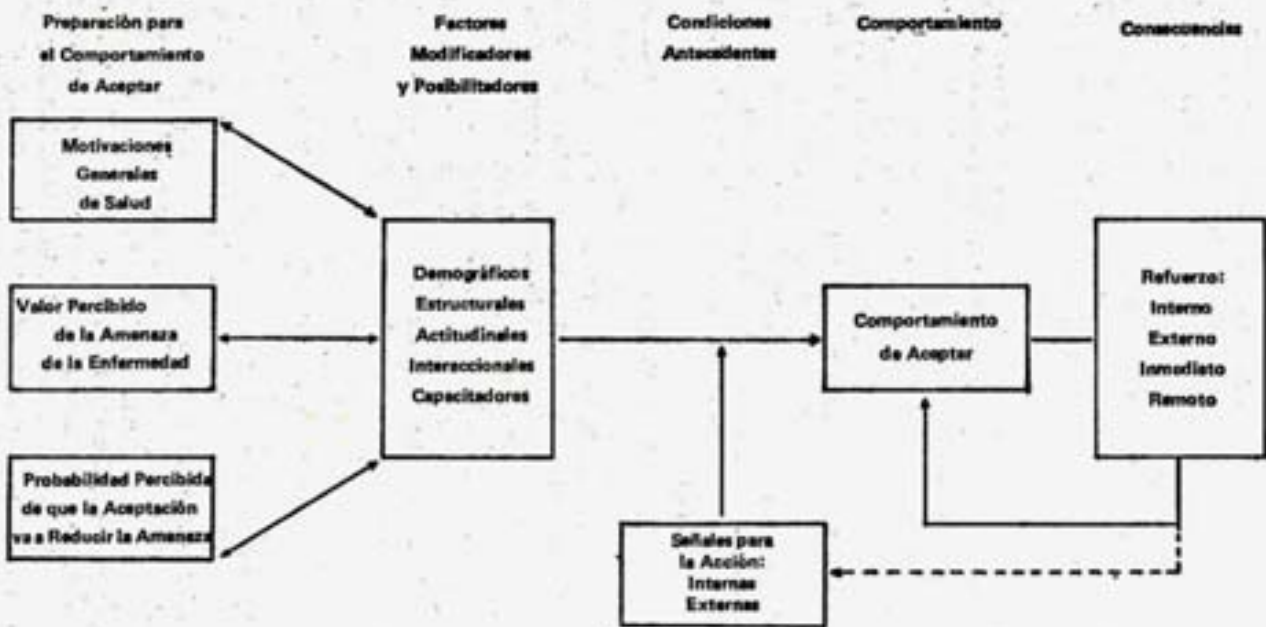 Preparación para
el Comportamiento
de Aceptar
Factores
Modificadores
y Posibilitadores
Condiciones
Antecedentes
Comportamiento
Consecuencias
Motivaciones
Generales
de Salud
Valor Percibido
de la Amenaza
de la Enfermedad
Probabilidad Percibida
de que la Aceptación
va a Reducir la Amenaza
Demográficos
Estructurales
Actitudinales
Interaccionales
Capacitadores
Señales para
la Acción:
Internas
Externas
Comportamiento
de Aceptar
Refuerzo:
Interno
Externo
Inmediato
Remoto